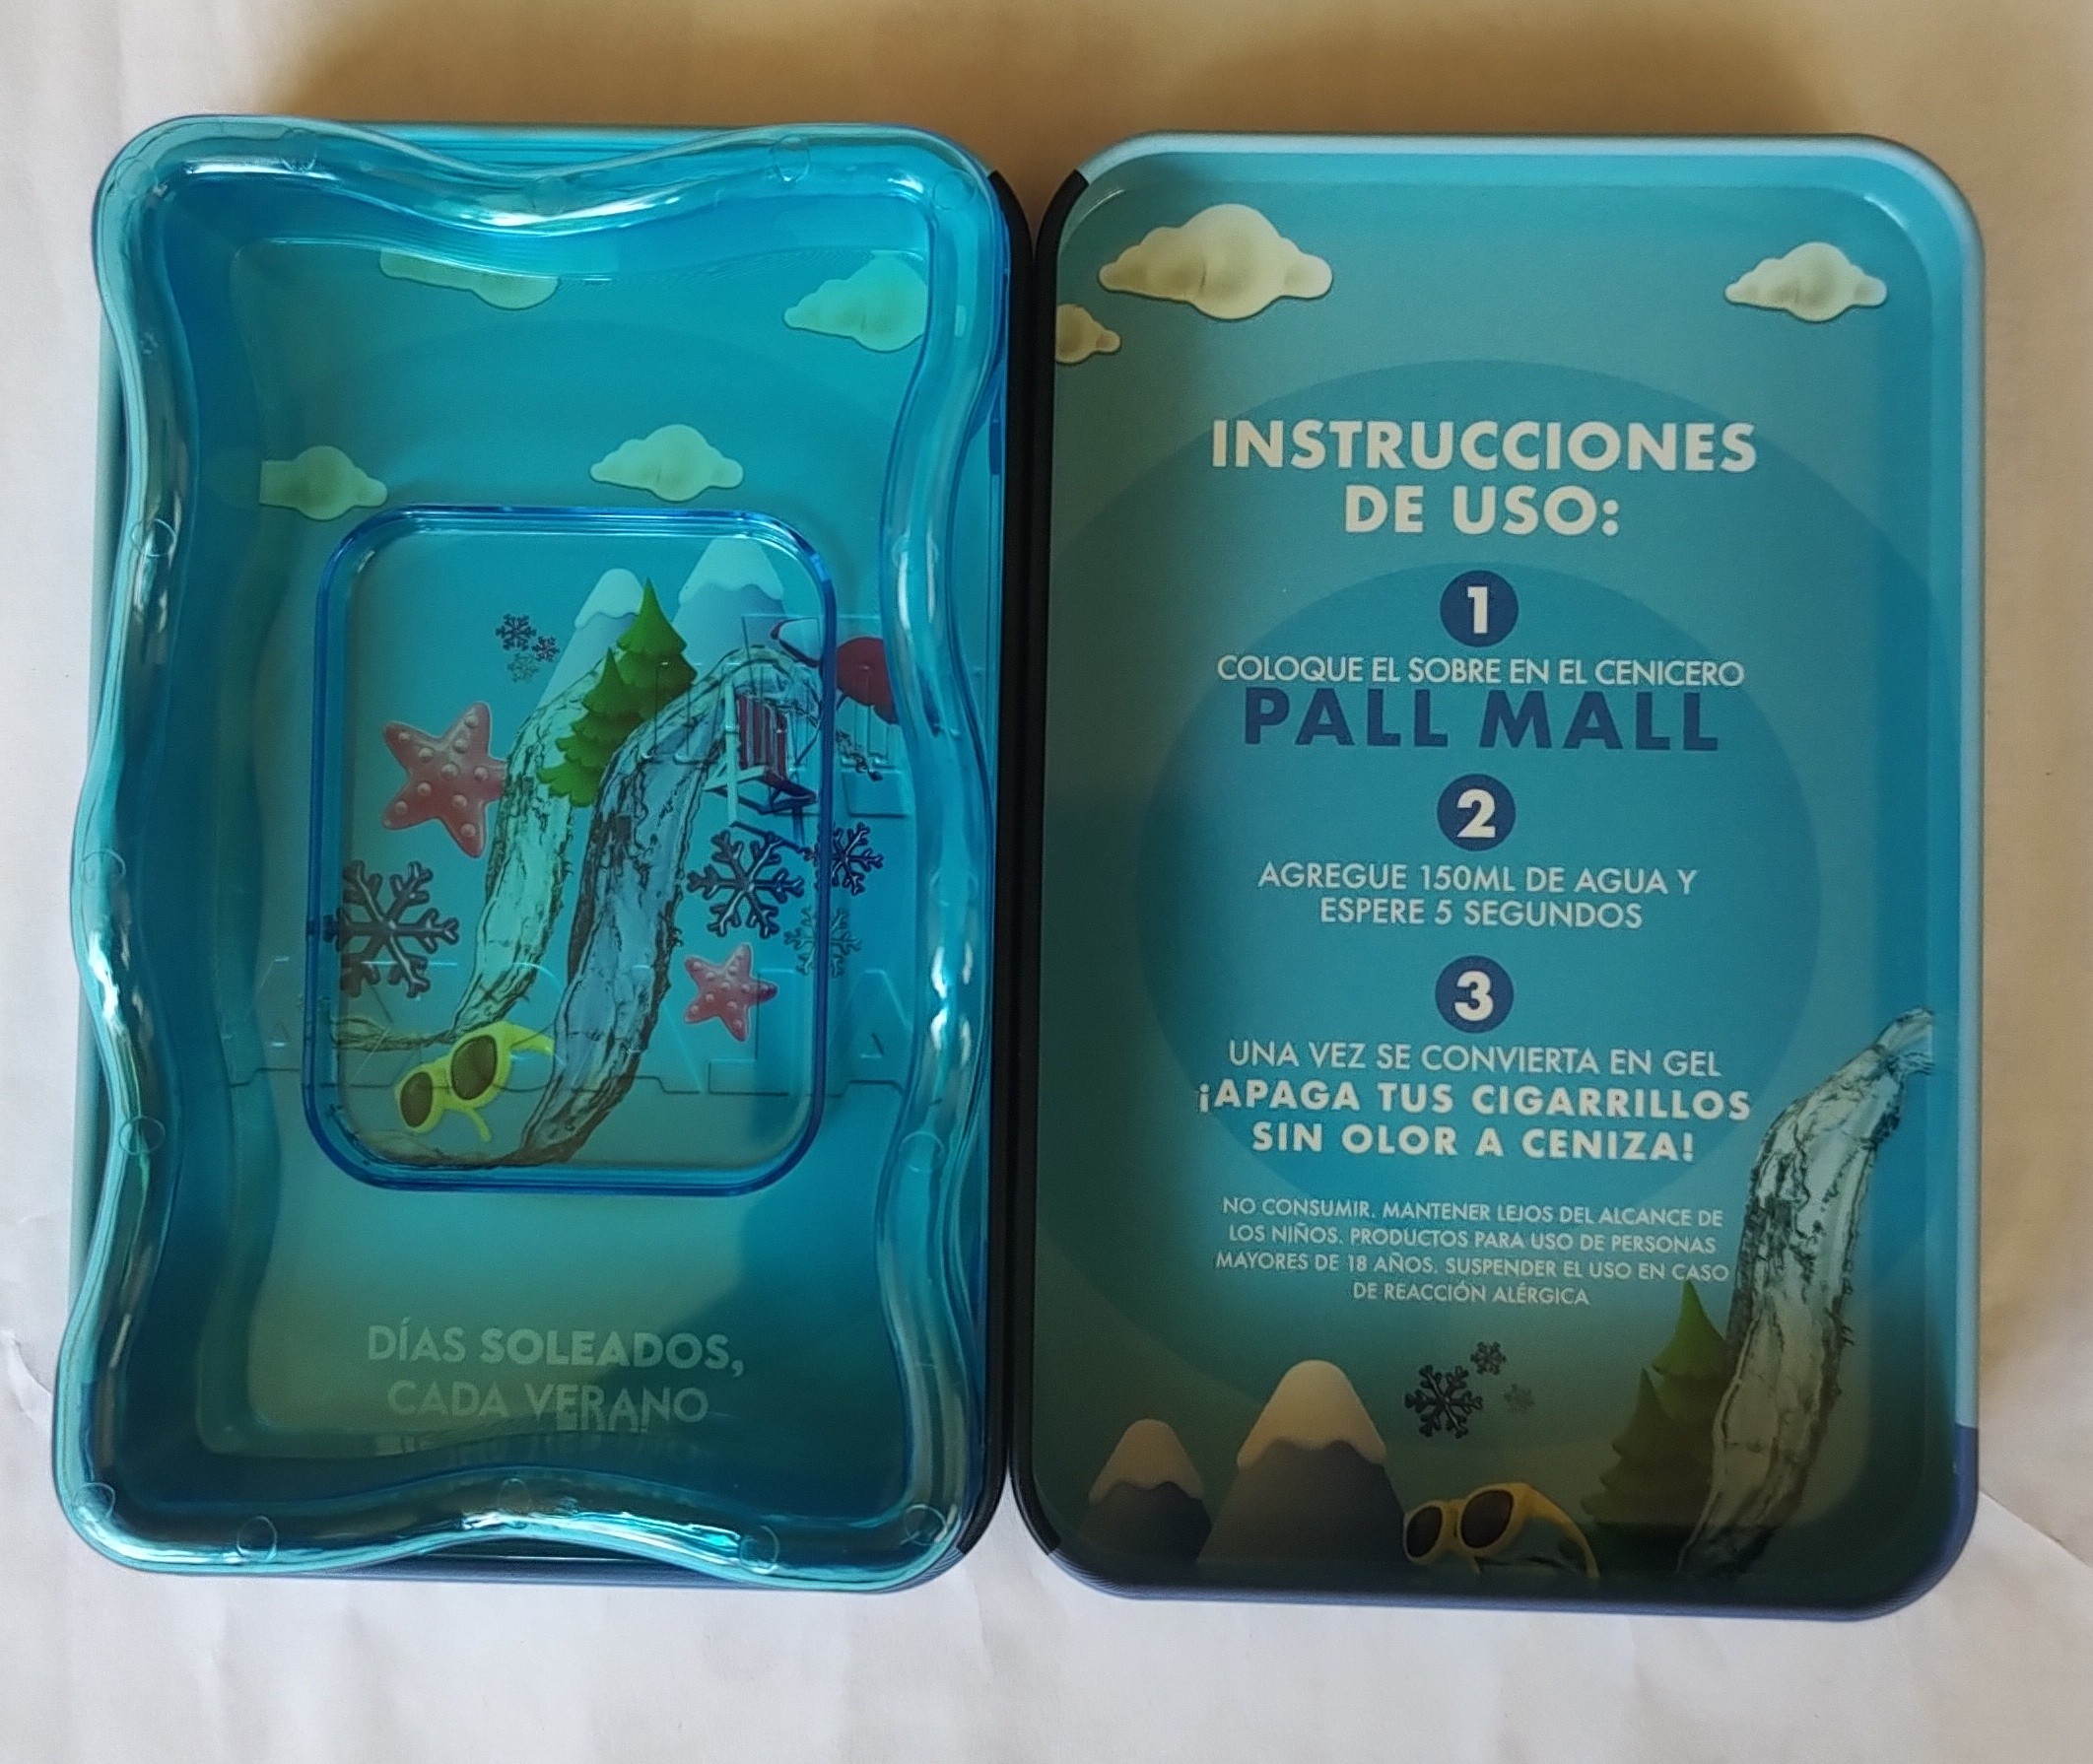 DÍAS SOLEADOS,
CADA VERANO
INSTRUCCIONES
DE USO:
1
COLOQUE EL SOBRE EN EL CENICERO
PALL MALL
2
AGREGUE 150ML DE AGUA Y
ESPERE 5 SEGUNDOS
3
UNA VEZ SE CONVIERTA EN GEL
¡APAGA TUS CIGARRILLOS
SIN OLOR A CENIZA!
NO CONSUMIR. MANTENER LEJOS DEL ALCANCE DE
LOS NIÑOS. PRODUCTOS PARA USO DE PERSONAS
MAYORES DE 18 AÑOS. SUSPENDER EL USO EN CASO
DE REACCIÓN ALÉRGICA